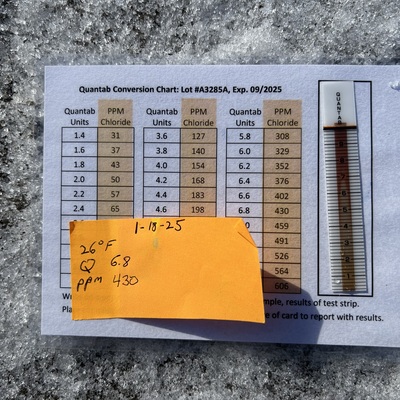 Quantab Conversion Chart: Lot #A3285A, Exp. 09/2025
Quantab Units PPM Chloride Quantab Units PPM Chloride Quantab Units PPM Chloride
1.4 31 3.6 127 5.8 308
1.6 37 3.8 140 6.0 329
1.8 43 4.0 154 6.2 352
2.0 50 4.2 168 6.4 376
2.2 57 4.4 183 6.6 402
2.4 65 4.6 198 6.8 430
459
491
526
564
606
QUANTAB
1-18-25
26°F
Q 6.8
PPM 430
results of test strip.
of card to report with results.